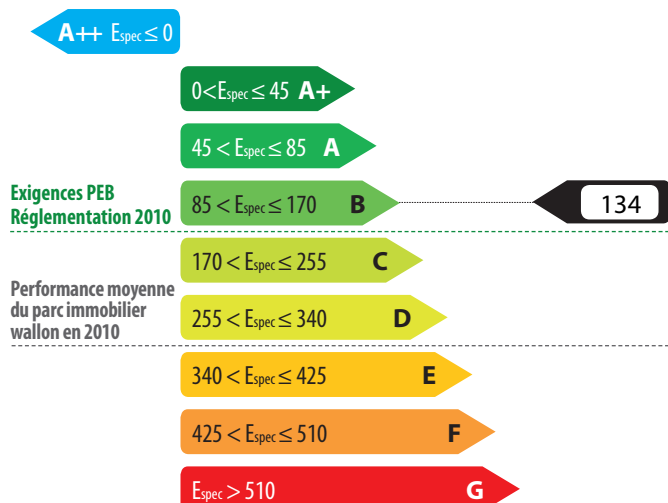 A++ Espec ≤ 0
0<Espec ≤ 45 A+
45 < Espec ≤ 85 A
Exigences PEB
Réglementation 2010
85 < Espec ≤ 170 B
134
170 < Espec ≤ 255 C
Performance moyenne
du parc immobilier
wallon en 2010
255 < Espec ≤ 340 D
340 < Espec ≤ 425 E
425 < Espec ≤ 510 F
Espec > 510 G